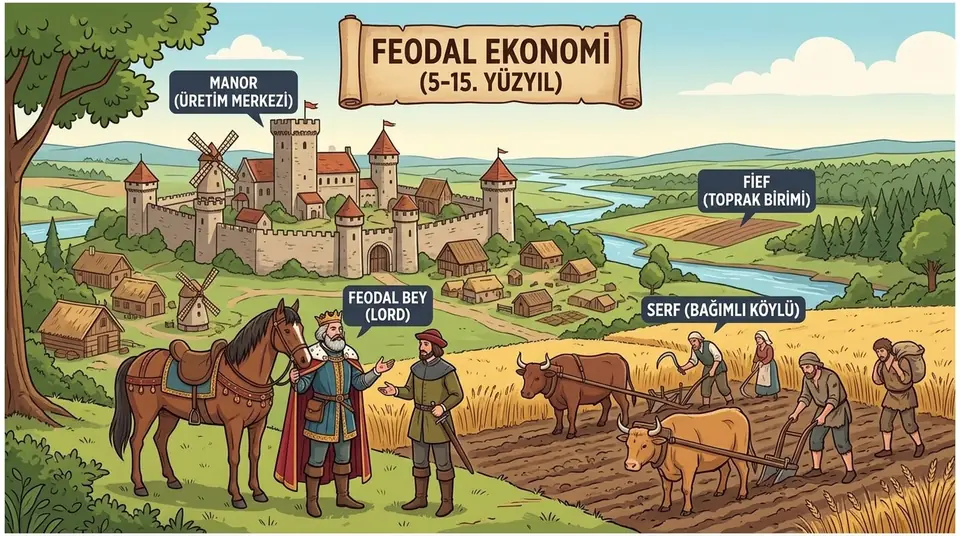 FEODAL EKONOMİ
(5-15. YÜZYIL)
MANOR
(ÜRETİM MERKEZİ)
FİEF
(TOPRAK BİRİMİ)
FEODAL BEY
(LORD)
SERF (BAĞIMLI KÖYLÜ)